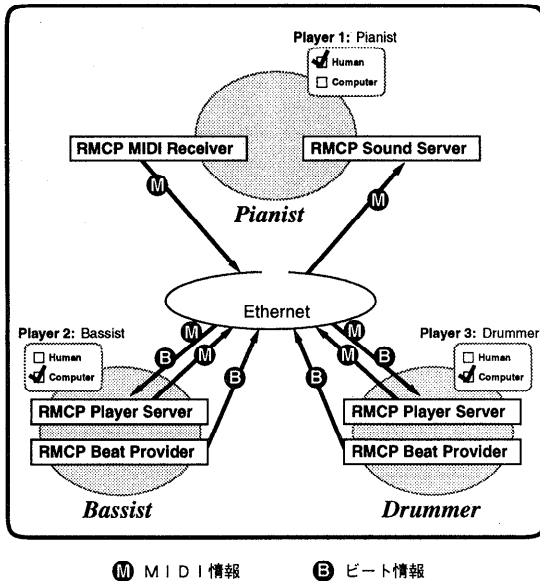 Player 1: Pianist
Human
Computer
RMCP MIDI Receiver
RMCP Sound Server
M
M
Pianist
Ethernet
Player 2: Bassist
Human
Computer
M
B
M
B
RMCP Player Server
RMCP Beat Provider
Bassist
Player 3: Drummer
Human
Computer
M
M
B
B
RMCP Player Server
RMCP Beat Provider
Drummer
M MIDI情報
B ビート情報